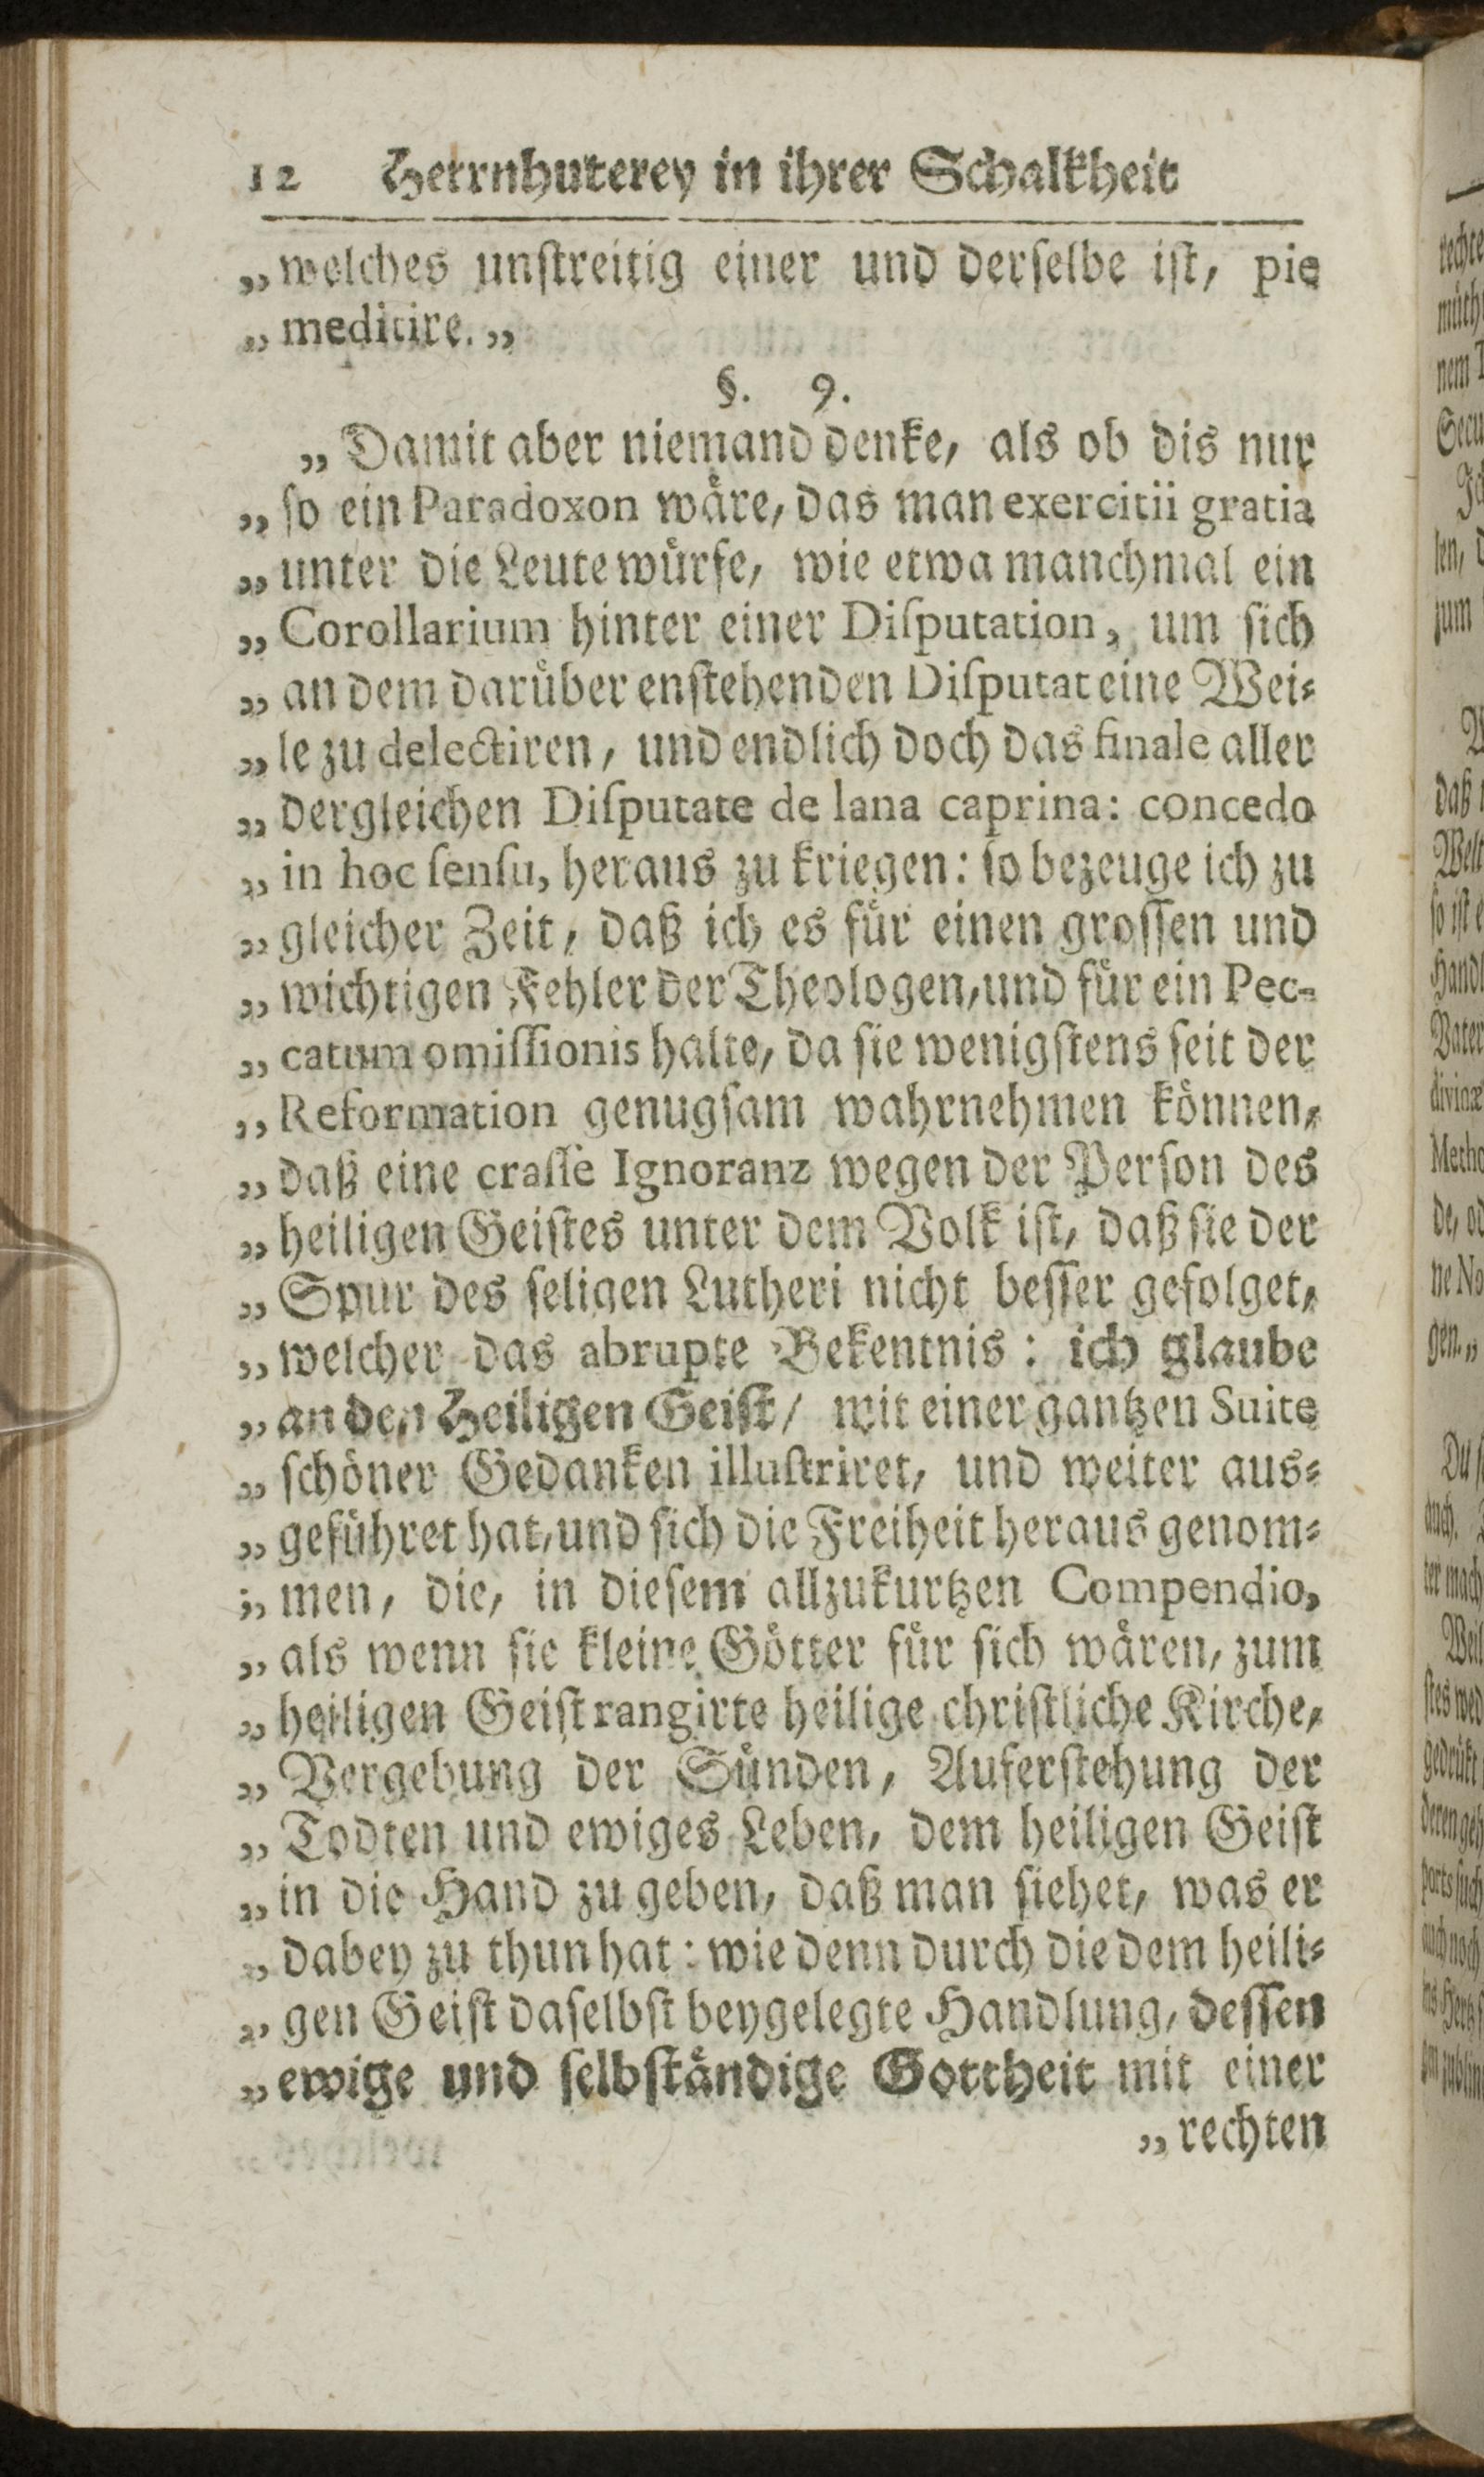 12 Herrnhuterey in ihrer Schalkheit
„welches unstreitig einer und derselbe ist, pie
„meditire.„
§. 9.
„Damit aber niemand denke, als ob dis nur
„so ein Paradoxon wäre, das man exercitii gratia
„unter die Leute würfe, wie etwa manchmal ein
„Corollarium hinter einer Disputation, um sich
„an dem darüber enstehenden Disputat eine Wei-
„le zu delectiren, und endlich doch das finale aller
„dergleichen Disputate de lana caprina: concedo
„in hoc sensu, heraus zu kriegen: so bezeuge ich zu
„gleicher Zeit, daß ich es für einen grossen und
„wichtigen Fehler der Theologen, und für ein Pec-
„catum omissionis halte, da sie wenigstens seit der
„Reformation genugsam wahrnehmen können,
„daß eine crasse Ignoranz wegen der Person des
„heiligen Geistes unter dem Volk ist, daß sie der
„Spur des seligen Lutheri nicht besser gefolget,
„welcher das abrupte Bekentnis: ich glaube
„an den Heiligen Geist/ mit einer gantzen Suite
„schöner Gedanken illustriret, und weiter aus-
„geführet hat, und sich die Freiheit heraus genom-
„men, die, in diesem allzukurtzen Compendio,
„als wenn sie kleine Götter für sich wären, zum
„heiligen Geist rangirte heilige christliche Kirche,
„Vergebung der Sünden, Auferstehung der
„Todten und ewiges Leben, dem heiligen Geist
„in die Hand zu geben, daß man siehet, was er
„dabey zu thun hat: wie denn durch die dem heili-
„gen Geist daselbst beygelegte Handlung, dessen
„ewige und selbständige Gottheit mit einer
„rechten